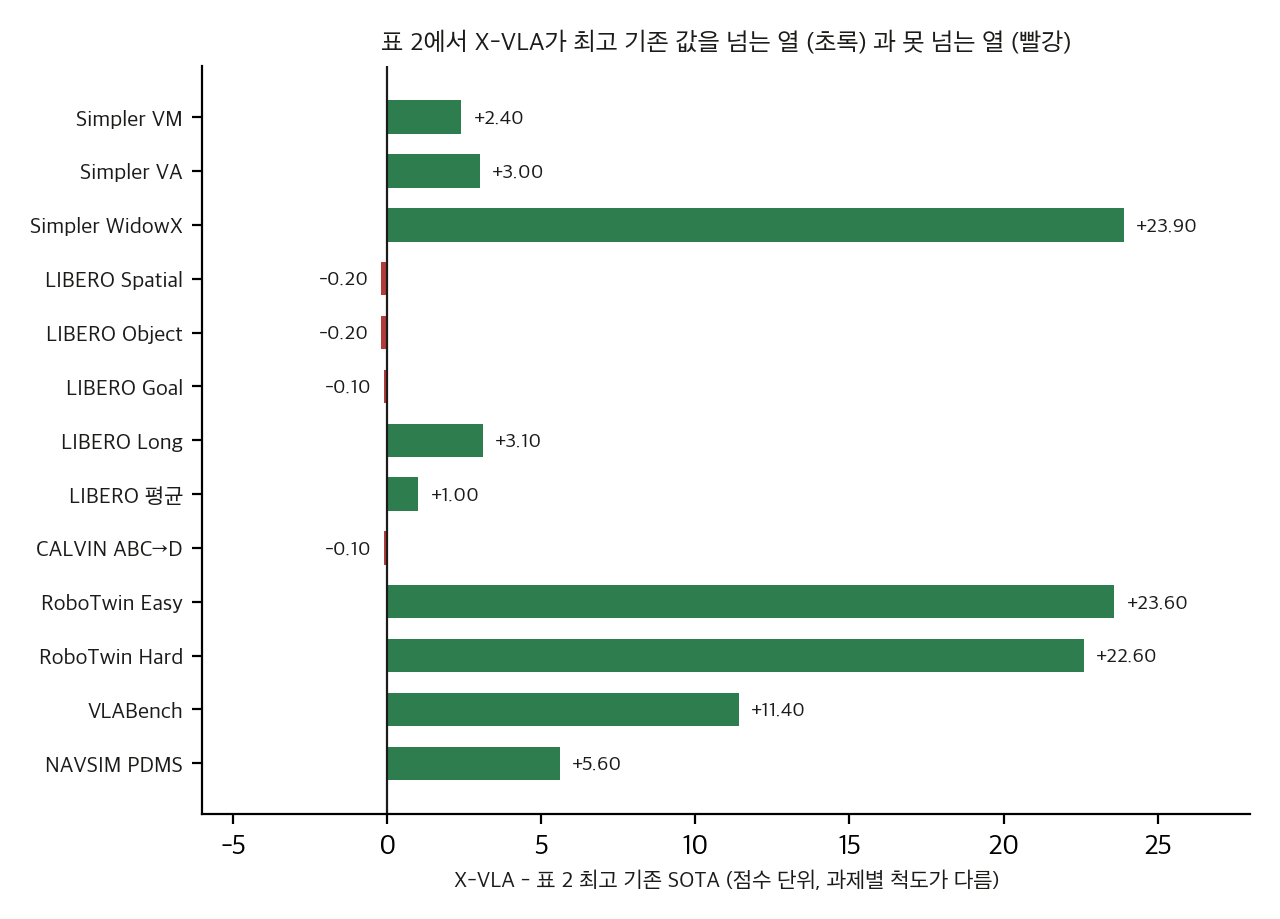 표 2에서 X-VLA가 최고 기존 값을 넘는 열 (초록) 과 못 넘는 열 (빨강)
Simpler VM +2.40
Simpler VA +3.00
Simpler WidowX +23.90
LIBERO Spatial -0.20
LIBERO Object -0.20
LIBERO Goal -0.10
LIBERO Long +3.10
LIBERO 평균 +1.00
CALVIN ABC→D -0.10
RoboTwin Easy +23.60
RoboTwin Hard +22.60
VLABench +11.40
NAVSIM PDMS +5.60
-5 0 5 10 15 20 25
X-VLA - 표 2 최고 기존 SOTA (점수 단위, 과제별 척도가 다름)